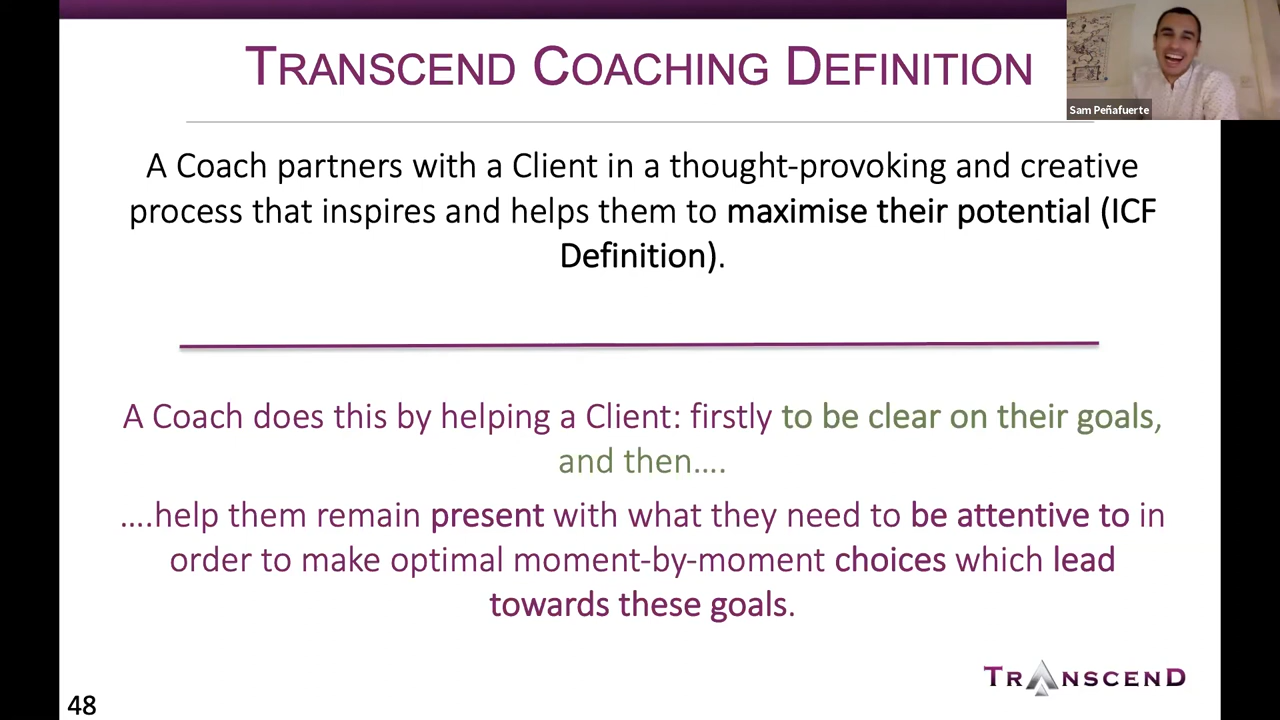 TRANSCEND COACHING DEFINITION
Sam Peñafuerte
A Coach partners with a Client in a thought-provoking and creative
process that inspires and helps them to maximise their potential (ICF
Definition).
A Coach does this by helping a Client: firstly to be clear on their goals,
and then....
....help them remain present with what they need to be attentive to in
order to make optimal moment-by-moment choices which lead
towards these goals.
TRANSCEND
48